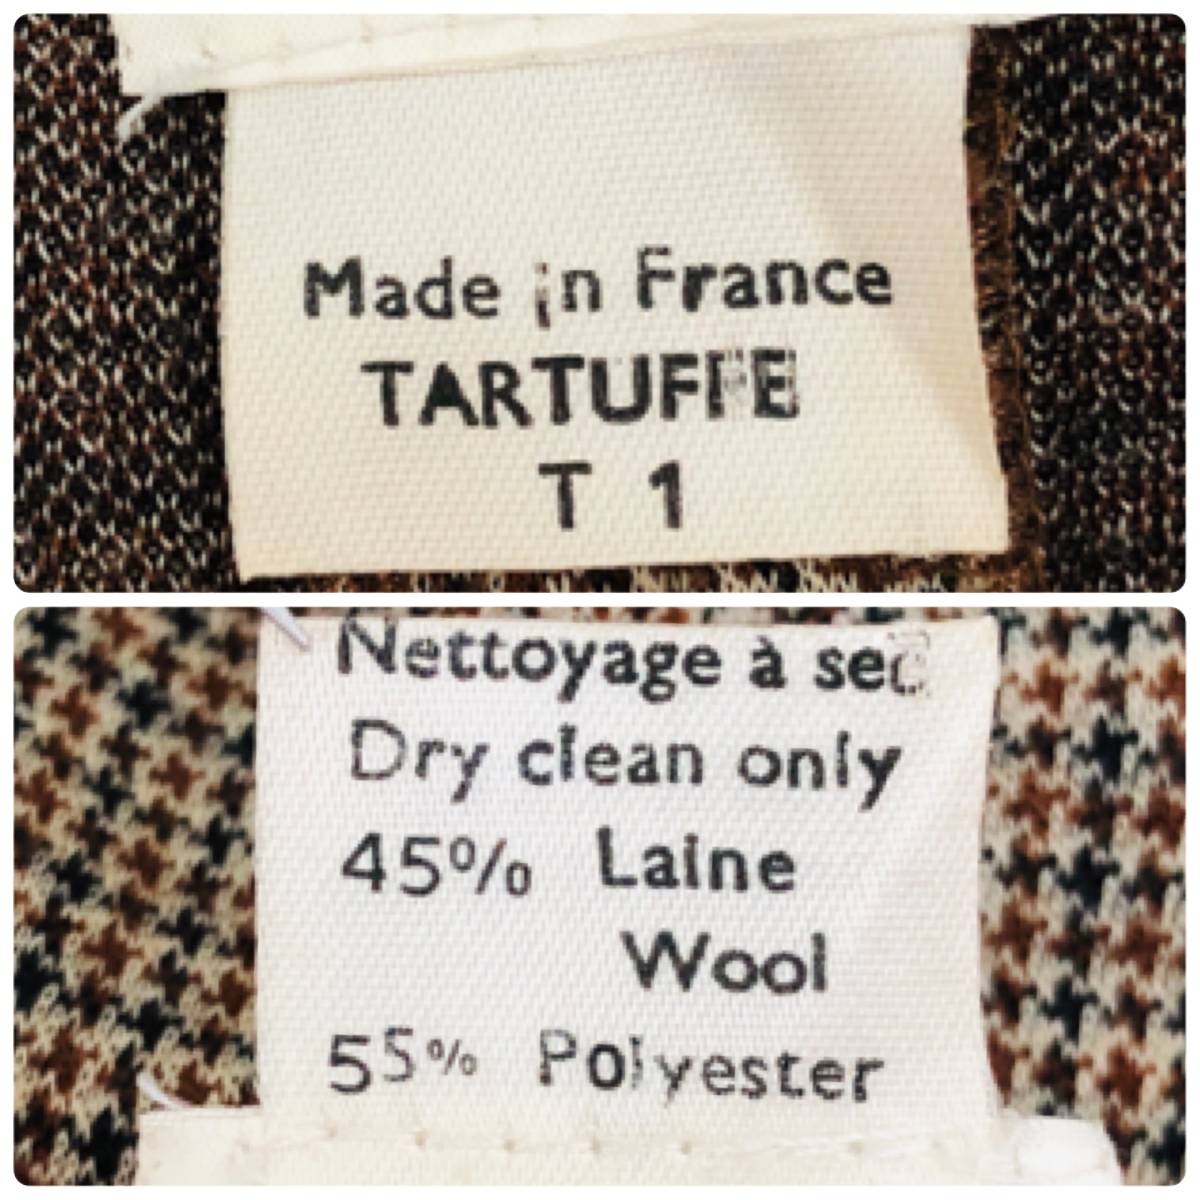 Made in France
TARTUFFE
T 1
Nettoyage à sec
Dry clean only
45% Laine
Wool
55% Polyester